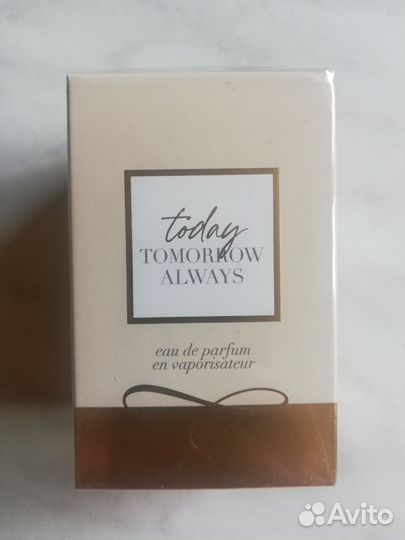 today
TOMORROW
ALWAYS
eau de parfum
en vaporisateur
Avito